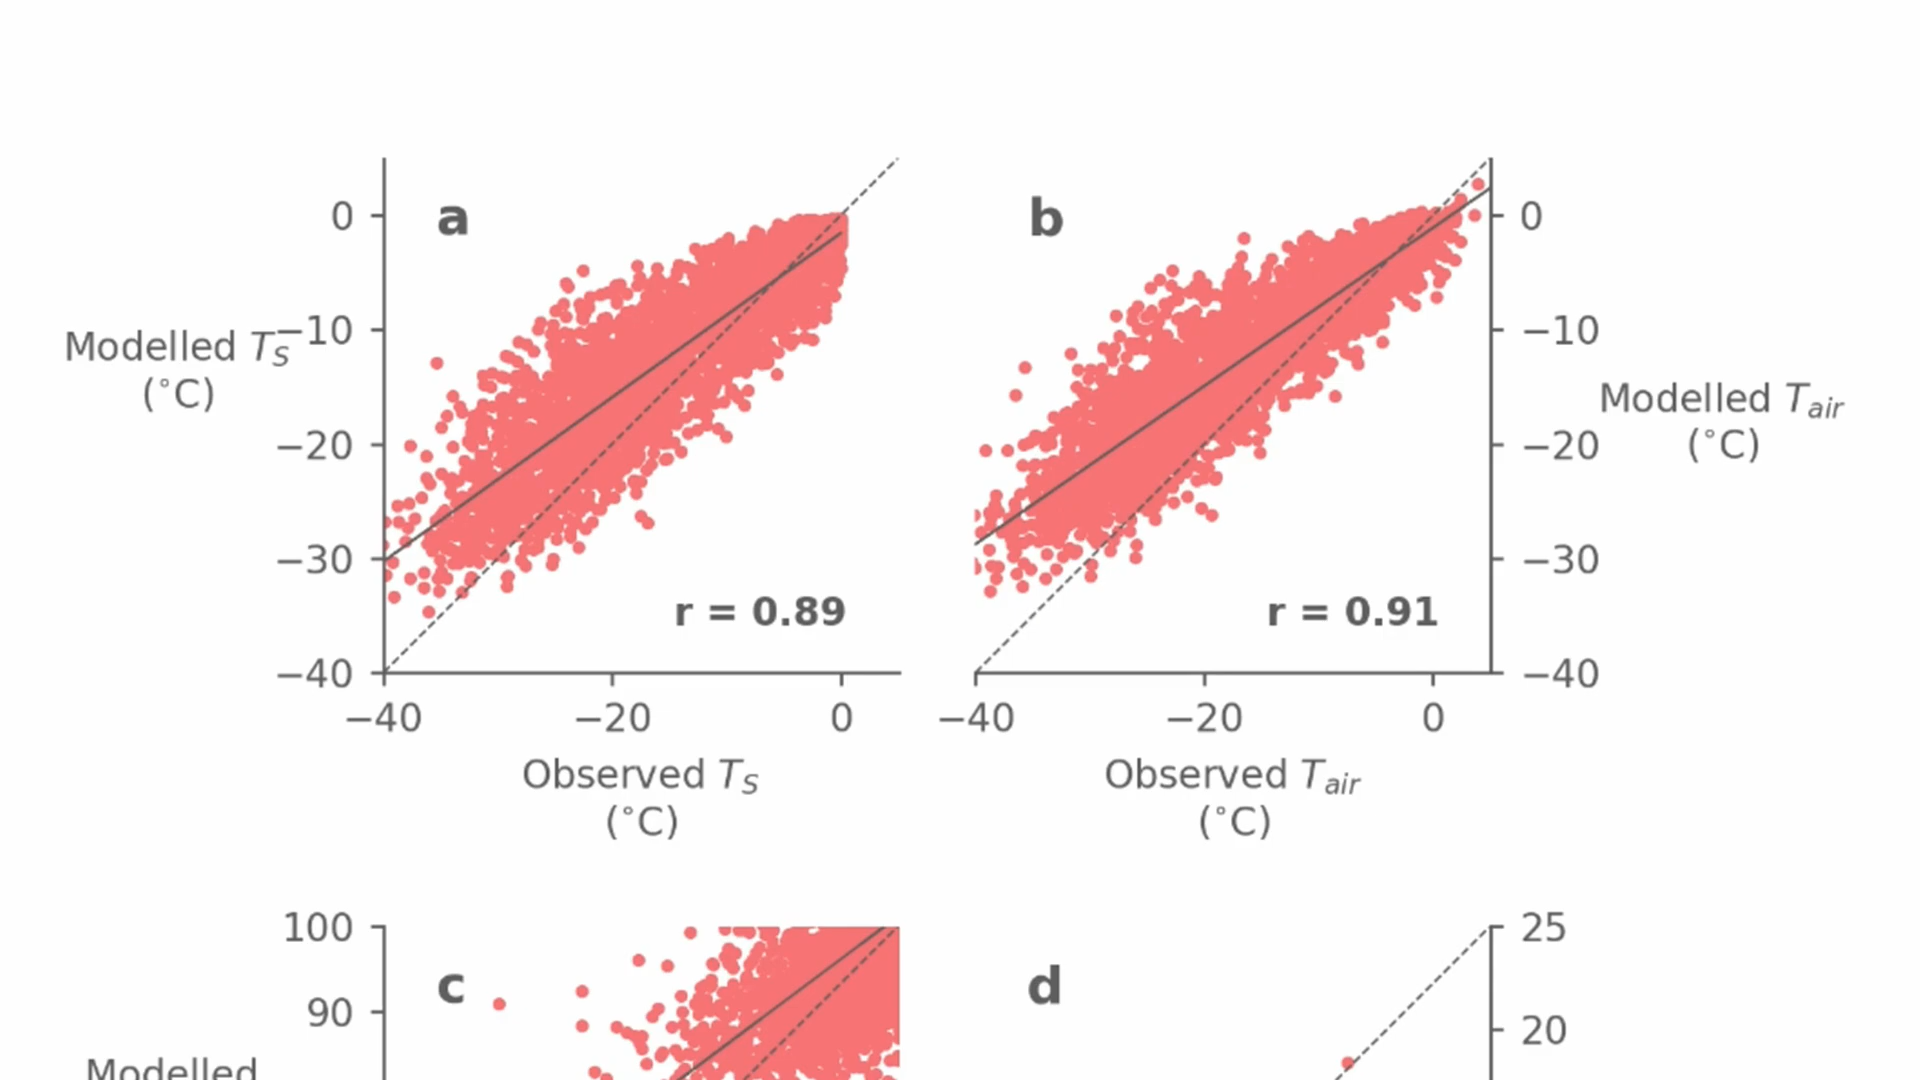 a
b
0
−10
−20
−30
−40
Modelled T_S
(°C)
r = 0.89
−40
−20
0
Observed T_S
(°C)
r = 0.91
−40
−20
0
Observed T_air
(°C)
0
−10
−20
−30
−40
Modelled T_air
(°C)
100
90
c
Modelled
d
25
20